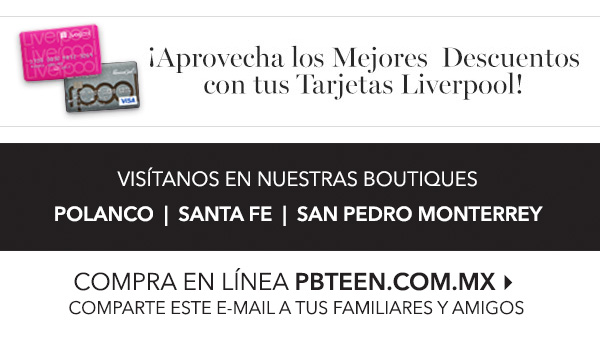 Liverpool
Liverpool
rpool
VISA
¡Aprovecha los Mejores Descuentos
con tus Tarjetas Liverpool!
VISÍTANOS EN NUESTRAS BOUTIQUES
POLANCO | SANTA FE | SAN PEDRO MONTERREY
COMPRA EN LÍNEA PBTEEN.COM.MX
COMPARTE ESTE E-MAIL A TUS FAMILIARES Y AMIGOS